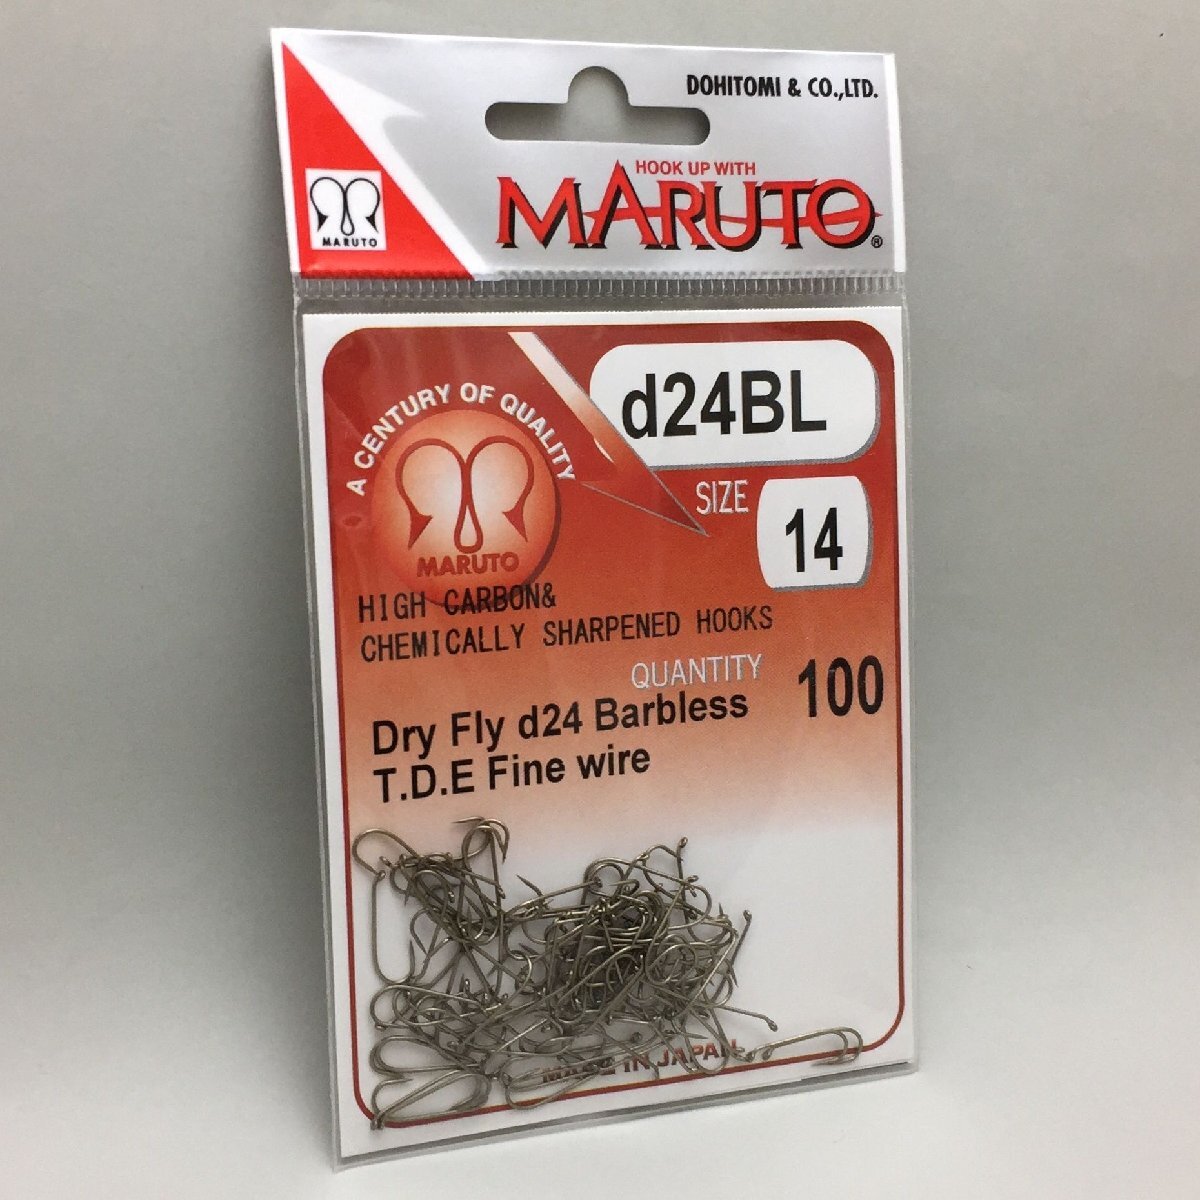 DOHITOMI & CO.,LTD.
HOOK UP WITH
MARUTO®
MARUTO
d24BL
A CENTURY OF QUALITY
SIZE
14
MARUTO
HIGH CARBON&
CHEMICALLY SHARPENED HOOKS
QUANTITY
100
Dry Fly d24 Barbless
T.D.E Fine wire
MADE IN JAPAN